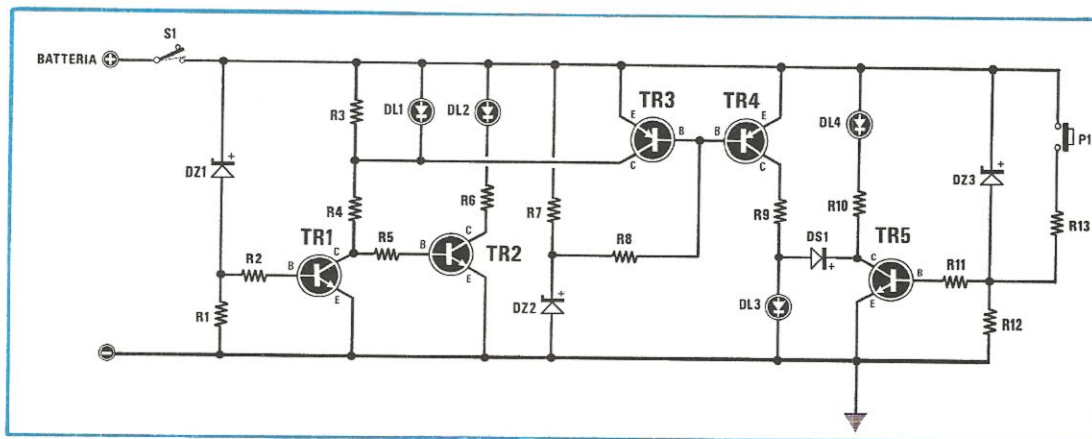 S1
BATTERIA +
R3
DL1
DL2
TR3
TR4
DL4
P1
E
B
B
E
C
C
DZ1 +
DZ3 +
R4
R6
R7
R9
R10
R13
TR1
TR2
TR5
R2
R5
R8
DS1
R11
B
C
E
B
C
E
+
C
B
E
R1
DZ2 +
DL3
R12
-